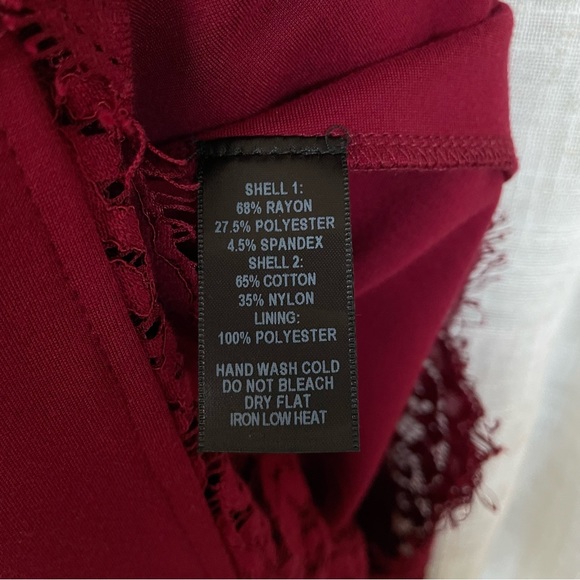 SHELL 1:
68% RAYON
27.5% POLYESTER
4.5% SPANDEX
SHELL 2:
65% COTTON
35% NYLON
LINING:
100% POLYESTER
HAND WASH COLD
DO NOT BLEACH
DRY FLAT
IRON LOW HEAT